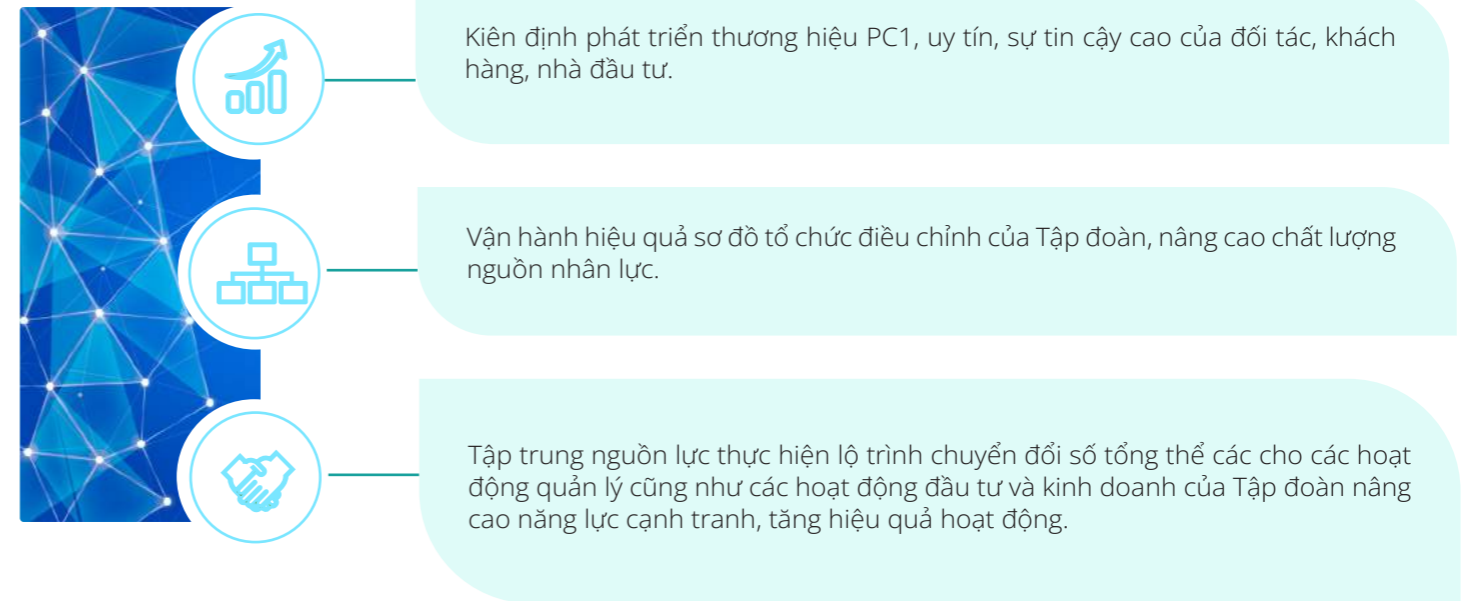 Kiên định phát triển thương hiệu PC1, uy tín, sự tin cậy cao của đối tác, khách
hàng, nhà đầu tư.
Vận hành hiệu quả sơ đồ tổ chức điều chỉnh của Tập đoàn, nâng cao chất lượng
nguồn nhân lực.
Tập trung nguồn lực thực hiện lộ trình chuyển đổi số tổng thể các cho các hoạt
động quản lý cũng như các hoạt động đầu tư và kinh doanh của Tập đoàn nâng
cao năng lực cạnh tranh, tăng hiệu quả hoạt động.